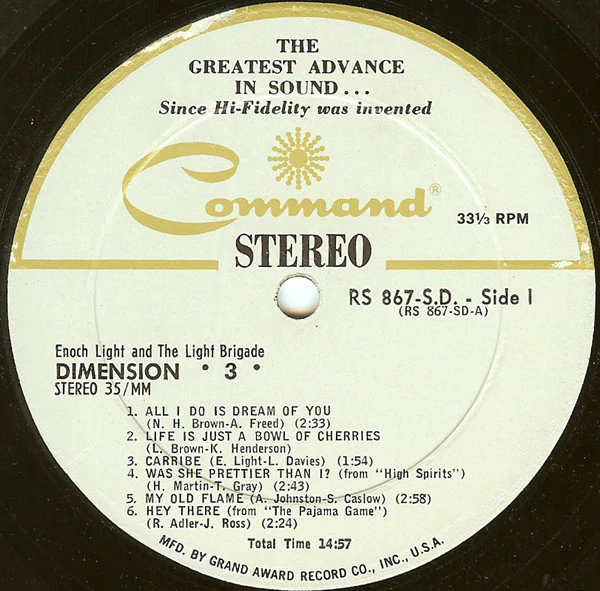 THE
GREATEST ADVANCE
IN SOUND...
Since Hi-Fidelity was invented
Command®
33⅓ RPM
STEREO
RS 867-S.D. - Side 1
(RS 867-SD-A)
Enoch Light and The Light Brigade
DIMENSION • 3 •
STEREO 35/MM
1. ALL I DO IS DREAM OF YOU
(N. H. Brown-A. Freed) (2:33)
2. LIFE IS JUST A BOWL OF CHERRIES
(L. Brown-K. Henderson)
3. CARRIBE (E. Light-L. Davies) (1:54)
4. WAS SHE PRETTIER THAN I? (from "High Spirits")
(H. Martin-T. Gray) (2:43)
5. MY OLD FLAME (A. Johnston-S. Caslow) (2:58)
6. HEY THERE (from "The Pajama Game")
(R. Adler-J. Ross) (2:24)
Total Time 14:57
MFD. BY GRAND AWARD RECORD CO., INC., U.S.A.